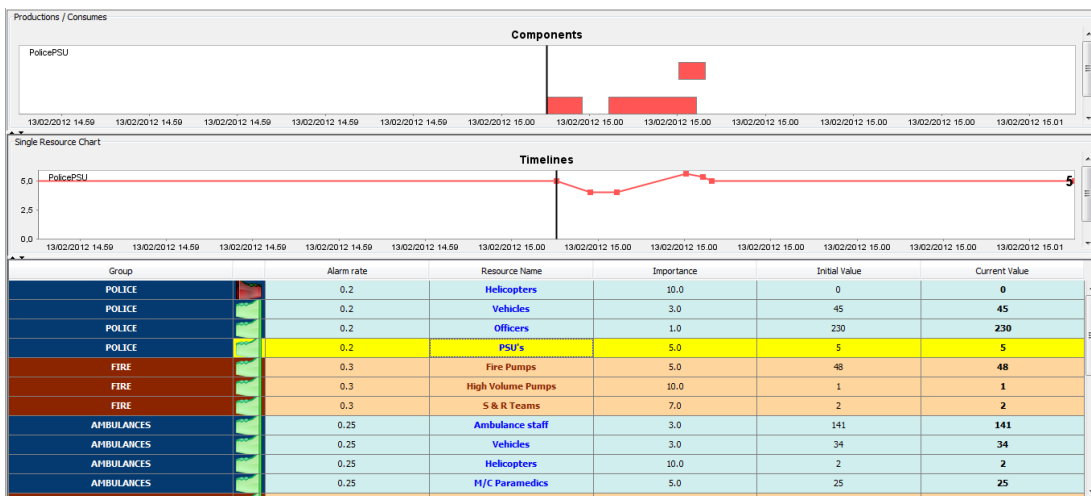 Productions / Consumes
Components
PolicePSU
13/02/2012 14.59 13/02/2012 14.59 13/02/2012 14.59 13/02/2012 14.59 13/02/2012 14.59 13/02/2012 15.00 13/02/2012 15.00 13/02/2012 15.00 13/02/2012 15.00 13/02/2012 15.00 13/02/2012 15.00 13/02/2012 15.01
Single Resource Chart
Timelines
PolicePSU
5,0
5
2,5
0,0
13/02/2012 14.59 13/02/2012 14.59 13/02/2012 14.59 13/02/2012 14.59 13/02/2012 14.59 13/02/2012 15.00 13/02/2012 15.00 13/02/2012 15.00 13/02/2012 15.00 13/02/2012 15.00 13/02/2012 15.00 13/02/2012 15.01
Group Alarm rate Resource Name Importance Initial Value Current Value
POLICE 0.2 Helicopters 10.0 0 0
POLICE 0.2 Vehicles 3.0 45 45
POLICE 0.2 Officers 1.0 230 230
POLICE 0.2 PSU's 5.0 5 5
FIRE 0.3 Fire Pumps 5.0 48 48
FIRE 0.3 High Volume Pumps 10.0 1 1
FIRE 0.3 S & R Teams 7.0 2 2
AMBULANCES 0.25 Ambulance staff 3.0 141 141
AMBULANCES 0.25 Vehicles 3.0 34 34
AMBULANCES 0.25 Helicopters 10.0 2 2
AMBULANCES 0.25 M/C Paramedics 5.0 25 25